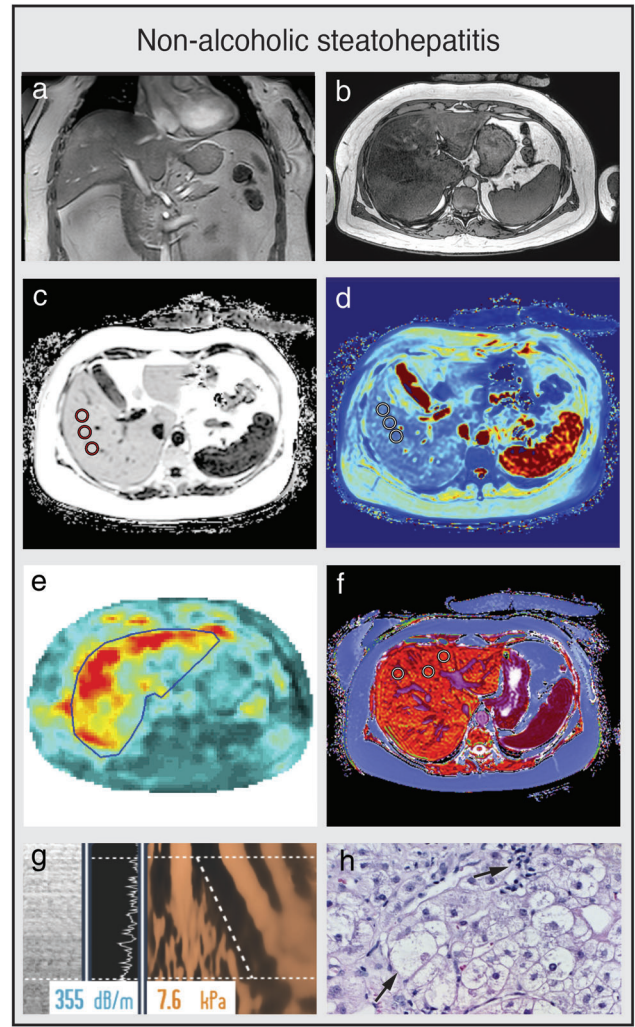 Non-alcoholic steatohepatitis
a
b
c
d
e
f
g
355 dB/m
7.6 kPa
h